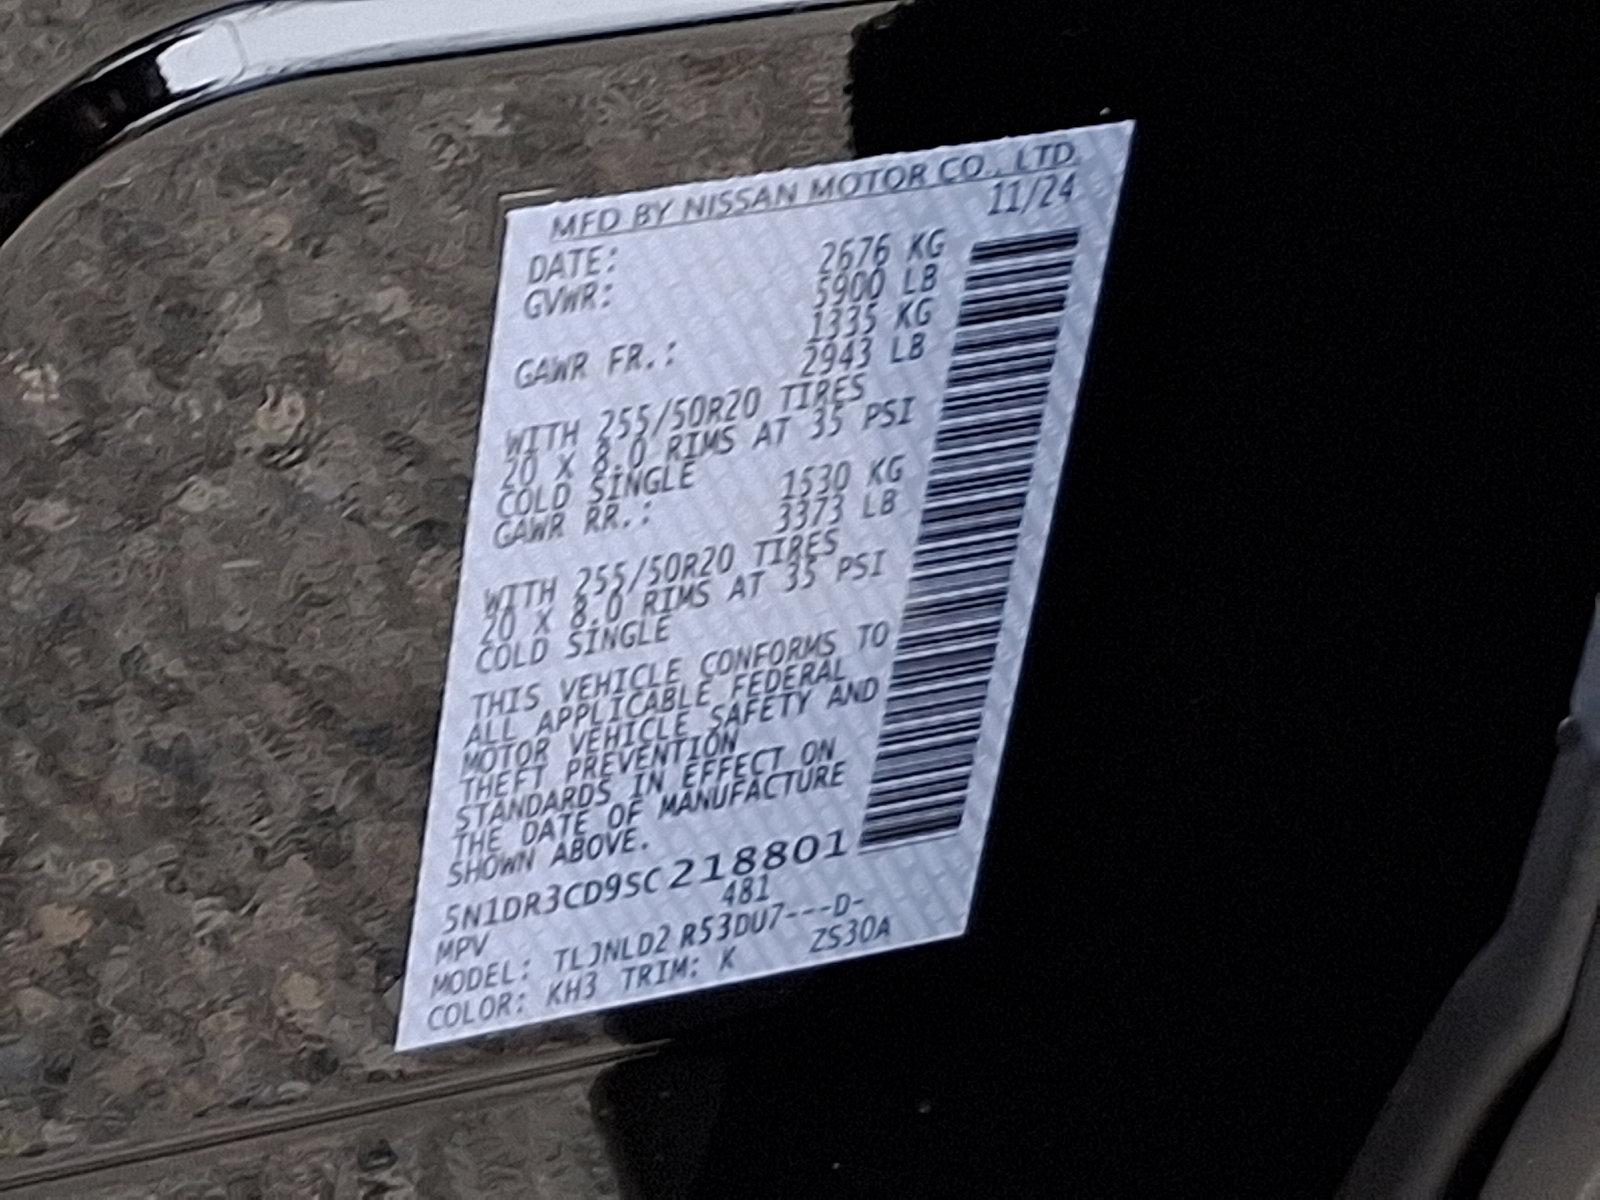 MFD BY NISSAN MOTOR CO., LTD.
DATE: 11/24
GVWR: 2676 KG
5900 LB
GAWR FR.: 1335 KG
2943 LB
WITH 255/50R20 TIRES
20 X 8.0 RIMS AT 35 PSI
COLD SINGLE
GAWR RR.: 1530 KG
3373 LB
WITH 255/50R20 TIRES
20 X 8.0 RIMS AT 35 PSI
COLD SINGLE
THIS VEHICLE CONFORMS TO
ALL APPLICABLE FEDERAL
MOTOR VEHICLE SAFETY AND
THEFT PREVENTION
STANDARDS IN EFFECT ON
THE DATE OF MANUFACTURE
SHOWN ABOVE.
5N1DR3CD9SC218801
MPV 481
MODEL: R53DU7---D-
COLOR: KH3 TRIM: K ZS30A